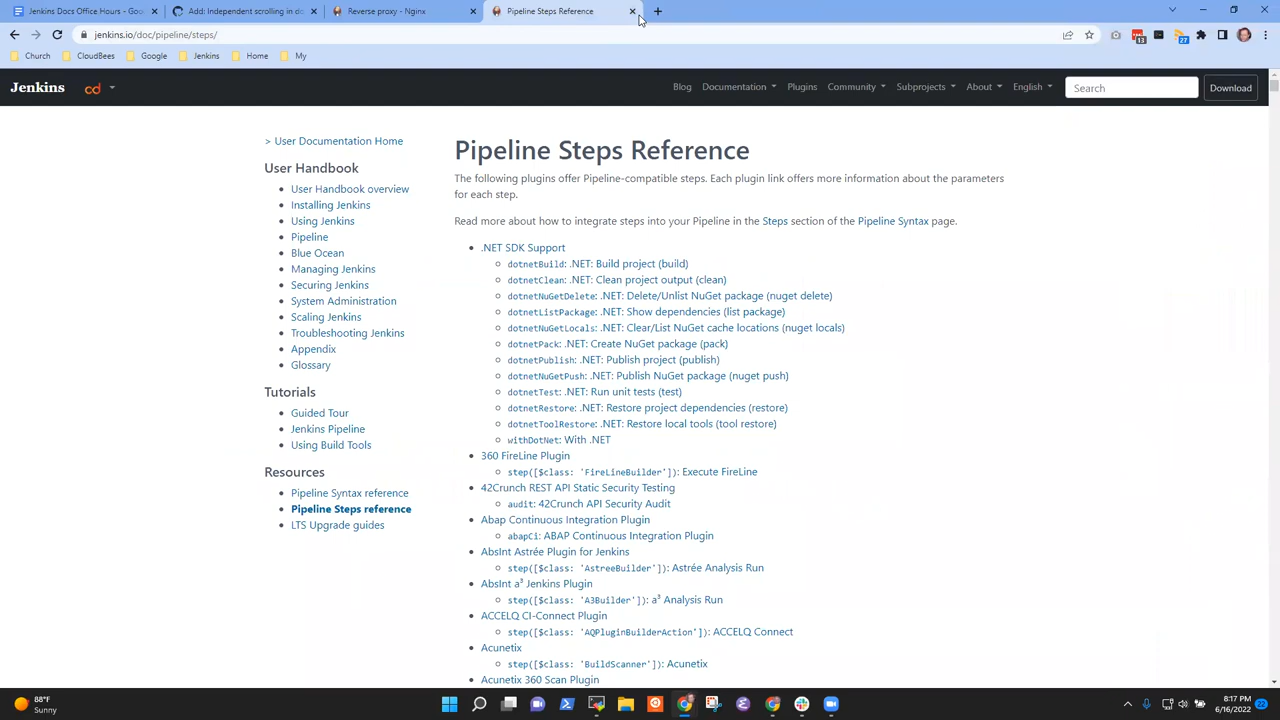 Jenkins Docs Office Hours - Goo
Add: Independent scrolling in do
Reverse proxy - Nginx
Pipeline Steps Reference
jenkins.io/doc/pipeline/steps/
13
27
Church
CloudBees
Google
Jenkins
Home
My
Jenkins
cd
Blog
Documentation
Plugins
Community
Subprojects
About
English
Search
Download
> User Documentation Home
User Handbook
User Handbook overview
Installing Jenkins
Using Jenkins
Pipeline
Blue Ocean
Managing Jenkins
Securing Jenkins
System Administration
Scaling Jenkins
Troubleshooting Jenkins
Appendix
Glossary
Tutorials
Guided Tour
Jenkins Pipeline
Using Build Tools
Resources
Pipeline Syntax reference
Pipeline Steps reference
LTS Upgrade guides
Pipeline Steps Reference
The following plugins offer Pipeline-compatible steps. Each plugin link offers more information about the parameters
for each step.
Read more about how to integrate steps into your Pipeline in the Steps section of the Pipeline Syntax page.
.NET SDK Support
dotnetBuild: .NET: Build project (build)
dotnetClean: .NET: Clean project output (clean)
dotnetNuGetDelete: .NET: Delete/Unlist NuGet package (nuget delete)
dotnetListPackage: .NET: Show dependencies (list package)
dotnetNuGetLocals: .NET: Clear/List NuGet cache locations (nuget locals)
dotnetPack: .NET: Create NuGet package (pack)
dotnetPublish: .NET: Publish project (publish)
dotnetNuGetPush: .NET: Publish NuGet package (nuget push)
dotnetTest: .NET: Run unit tests (test)
dotnetRestore: .NET: Restore project dependencies (restore)
dotnetToolRestore: .NET: Restore local tools (tool restore)
withDotNet: With .NET
360 FireLine Plugin
step([$class: 'FireLineBuilder']): Execute FireLine
42Crunch REST API Static Security Testing
audit: 42Crunch API Security Audit
Abap Continuous Integration Plugin
abapCi: ABAP Continuous Integration Plugin
AbsInt Astrée Plugin for Jenkins
step([$class: 'AstreeBuilder']): Astrée Analysis Run
AbsInt a³ Jenkins Plugin
step([$class: 'A3Builder']): a³ Analysis Run
ACCELQ CI-Connect Plugin
step([$class: 'AQPluginBuilderAction']): ACCELQ Connect
Acunetix
step([$class: 'BuildScanner']): Acunetix
Acunetix 360 Scan Plugin
88°F
Sunny
8:17 PM
6/16/2022
22